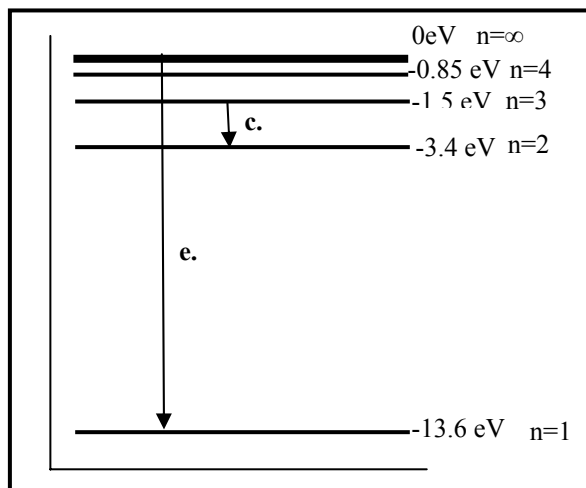 0eV n=∞
-0.85 eV n=4
-1.5 eV n=3
c.
-3.4 eV n=2
e.
-13.6 eV n=1